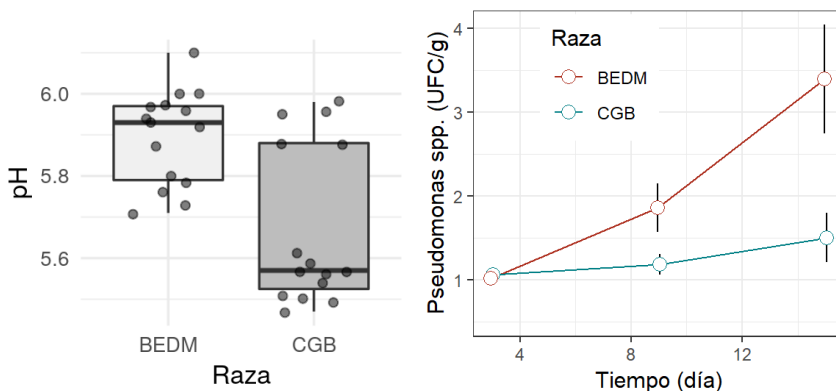 pH
6.0
5.8
5.6
BEDM
CGB
Raza
Pseudomonas spp. (UFC/g)
4
3
2
1
Raza
BEDM
CGB
4
8
12
Tiempo (día)